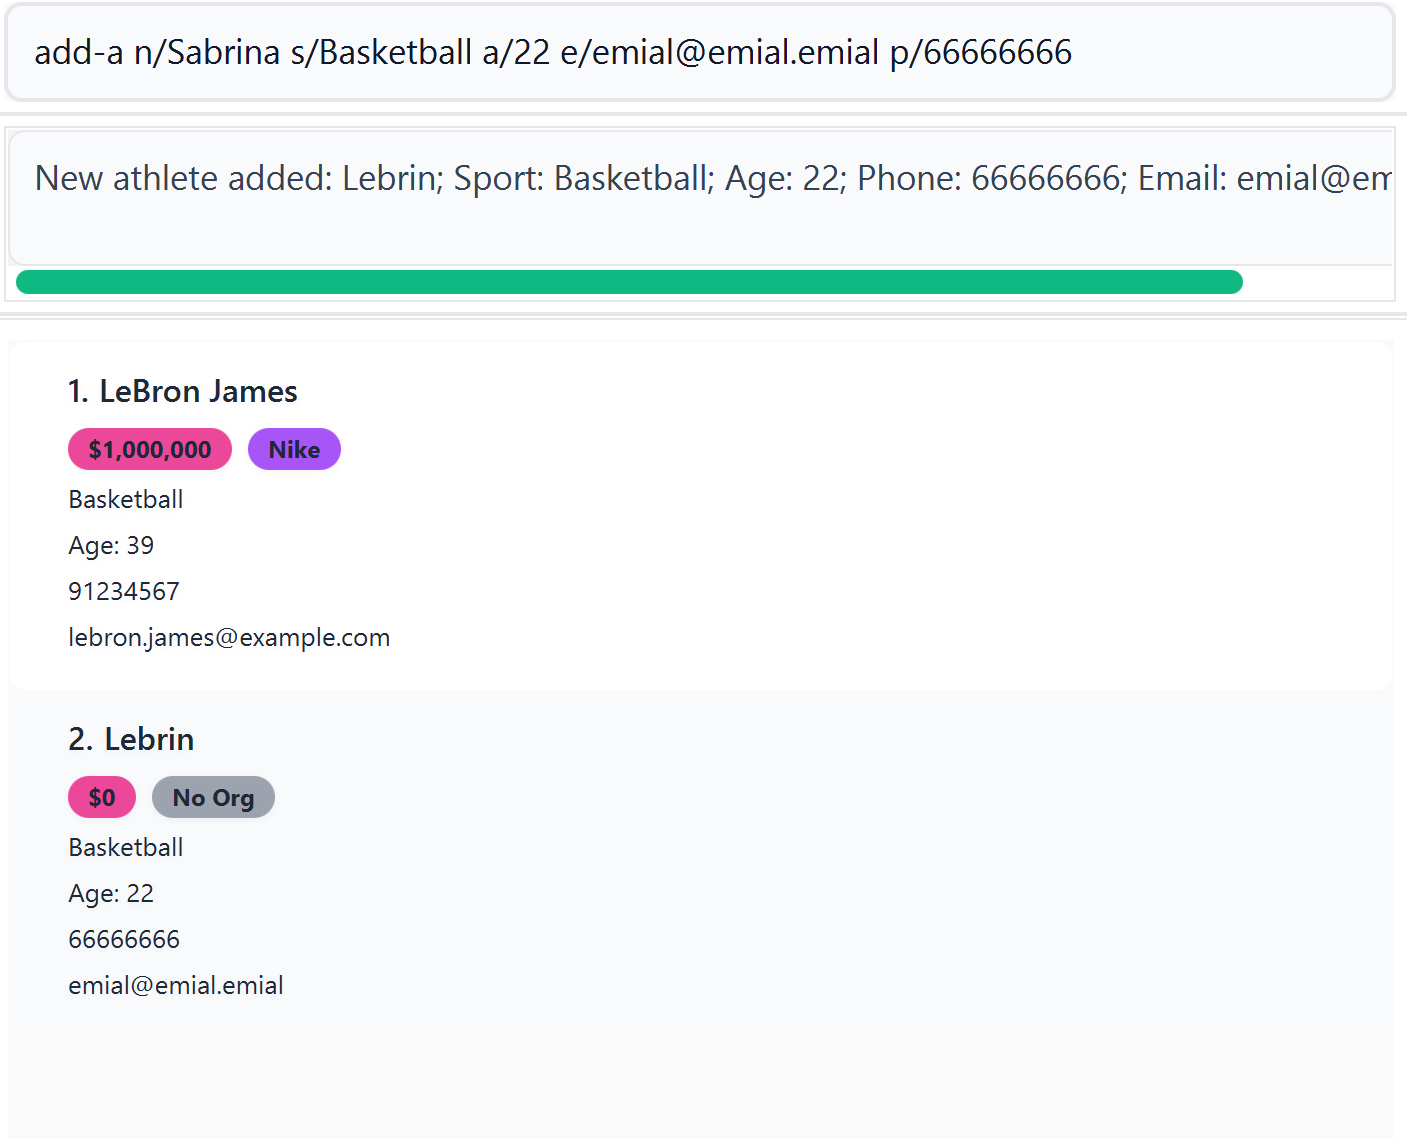 add-a n/Sabrina s/Basketball a/22 e/emial@emial.emial p/66666666
New athlete added: Lebrin; Sport: Basketball; Age: 22; Phone: 66666666; Email: emial@em
1. LeBron James
$1,000,000 Nike
Basketball
Age: 39
91234567
lebron.james@example.com
2. Lebrin
$0 No Org
Basketball
Age: 22
66666666
emial@emial.emial